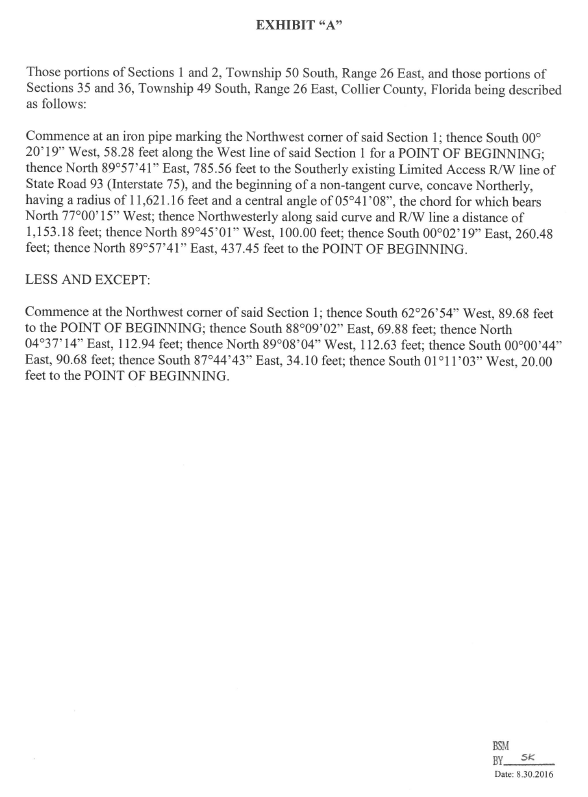 EXHIBIT “A”
Those portions of Sections 1 and 2, Township 50 South, Range 26 East, and those portions of
Sections 35 and 36, Township 49 South, Range 26 East, Collier County, Florida being described
as follows:
Commence at an iron pipe marking the Northwest corner of said Section 1; thence South 00°
20’19” West, 58.28 feet along the West line of said Section 1 for a POINT OF BEGINNING;
thence North 89°57’41” East, 785.56 feet to the Southerly existing Limited Access R/W line of
State Road 93 (Interstate 75), and the beginning of a non-tangent curve, concave Northerly,
having a radius of 11,621.16 feet and a central angle of 05°41’08”, the chord for which bears
North 77°00’15” West; thence Northwesterly along said curve and R/W line a distance of
1,153.18 feet; thence North 89°45’01” West, 100.00 feet; thence South 00°02’19” East, 260.48
feet; thence North 89°57’41” East, 437.45 feet to the POINT OF BEGINNING.
LESS AND EXCEPT:
Commence at the Northwest corner of said Section 1; thence South 62°26’54” West, 89.68 feet
to the POINT OF BEGINNING; thence South 88°09’02” East, 69.88 feet; thence North
04°37’14” East, 112.94 feet; thence North 89°08’04” West, 112.63 feet; thence South 00°00’44”
East, 90.68 feet; thence South 87°44’43” East, 34.10 feet; thence South 01°11’03” West, 20.00
feet to the POINT OF BEGINNING.
BSM
BY SK
Date: 8.30.2016